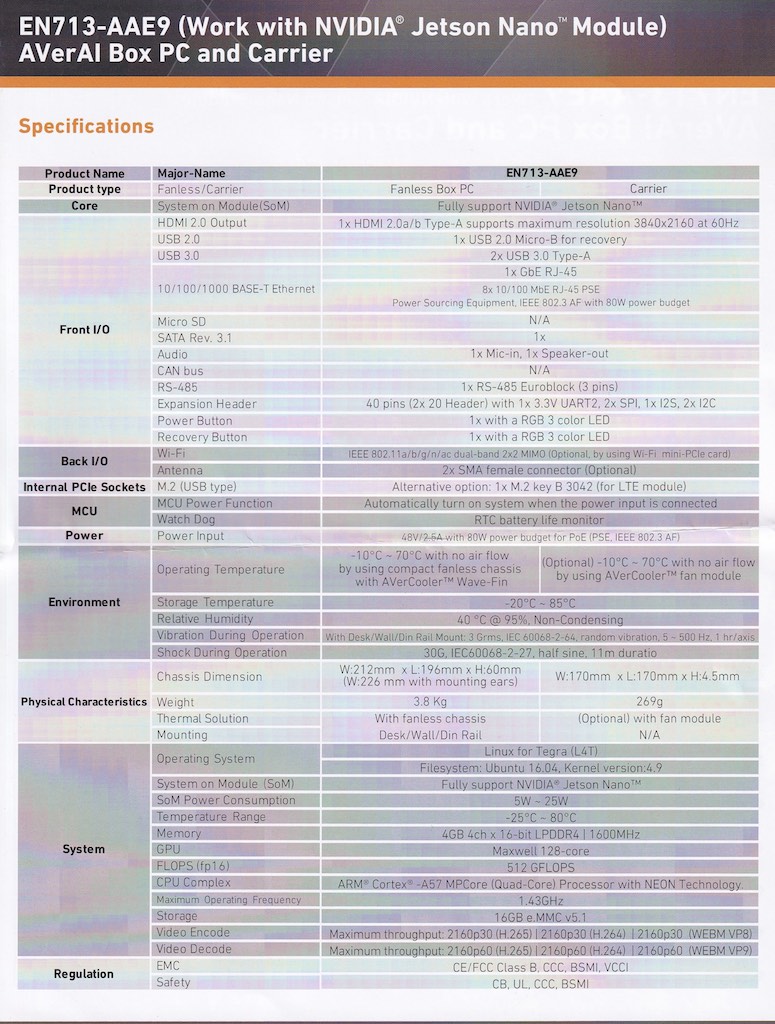 EN713-AAE9 (Work with NVIDIA® Jetson Nano™ Module)
AVerAI Box PC and Carrier
Specifications
Product Name Major-Name EN713-AAE9
Product type Fanless/Carrier Fanless Box PC Carrier
Core System on Module(SoM) Fully support NVIDIA® Jetson Nano™
Front I/O
HDMI 2.0 Output 1x HDMI 2.0a/b Type-A supports maximum resolution 3840x2160 at 60Hz
USB 2.0 1x USB 2.0 Micro-B for recovery
USB 3.0 2x USB 3.0 Type-A
10/100/1000 BASE-T Ethernet
1x GbE RJ-45
8x 10/100 MbE RJ-45 PSE
Power Sourcing Equipment, IEEE 802.3 AF with 80W power budget
Micro SD N/A
SATA Rev. 3.1 1x
Audio 1x Mic-in, 1x Speaker-out
CAN bus N/A
RS-485 1x RS-485 Euroblock (3 pins)
Expansion Header 40 pins (2x 20 Header) with 1x 3.3V UART2, 2x SPI, 1x I2S, 2x I2C
Power Button 1x with a RGB 3 color LED
Recovery Button 1x with a RGB 3 color LED
Back I/O
Wi-Fi IEEE 802.11a/b/g/n/ac dual-band 2x2 MIMO (Optional, by using Wi-Fi mini-PCIe card)
Antenna 2x SMA female connector (Optional)
Internal PCIe Sockets M.2 (USB type) Alternative option: 1x M.2 key B 3042 (for LTE module)
MCU
MCU Power Function Automatically turn on system when the power input is connected
Watch Dog RTC battery life monitor
Power Power Input 48V/2.5A with 80W power budget for PoE (PSE, IEEE 802.3 AF)
Environment
Operating Temperature
-10°C ~ 70°C with no air flow
by using compact fanless chassis
with AVerCooler™ Wave-Fin
(Optional) -10°C ~ 70°C with no air flow
by using AVerCooler™ fan module
Storage Temperature -20°C ~ 85°C
Relative Humidity 40 °C @ 95%, Non-Condensing
Vibration During Operation With Desk/Wall/Din Rail Mount: 3 Grms, IEC 60068-2-64, random vibration, 5 ~ 500 Hz, 1 hr/axis
Shock During Operation 30G, IEC60068-2-27, half sine, 11m duratio
Physical Characteristics
Chassis Dimension
W:212mm x L:196mm x H:60mm
(W:226 mm with mounting ears)
W:170mm x L:170mm x H:4.5mm
Weight 3.8 Kg 269g
Thermal Solution With fanless chassis (Optional) with fan module
Mounting Desk/Wall/Din Rail N/A
System
Operating System
Linux for Tegra (L4T)
Filesystem: Ubuntu 16.04, Kernel version:4.9
System on Module (SoM) Fully support NVIDIA® Jetson Nano™
SoM Power Consumption 5W ~ 25W
Temperature Range -25°C ~ 80°C
Memory 4GB 4ch x 16-bit LPDDR4 | 1600MHz
GPU Maxwell 128-core
FLOPS (fp16) 512 GFLOPS
CPU Complex ARM® Cortex® -A57 MPCore (Quad-Core) Processor with NEON Technology.
Maximum Operating Frequency 1.43GHz
Storage 16GB e.MMC v5.1
Video Encode Maximum throughput: 2160p30 (H.265) | 2160p30 (H.264) | 2160p30 (WEBM VP8)
Video Decode Maximum throughput: 2160p60 (H.265) | 2160p60 (H.264) | 2160p60 (WEBM VP9)
Regulation
EMC CE/FCC Class B, CCC, BSMI, VCCI
Safety CB, UL, CCC, BSMI